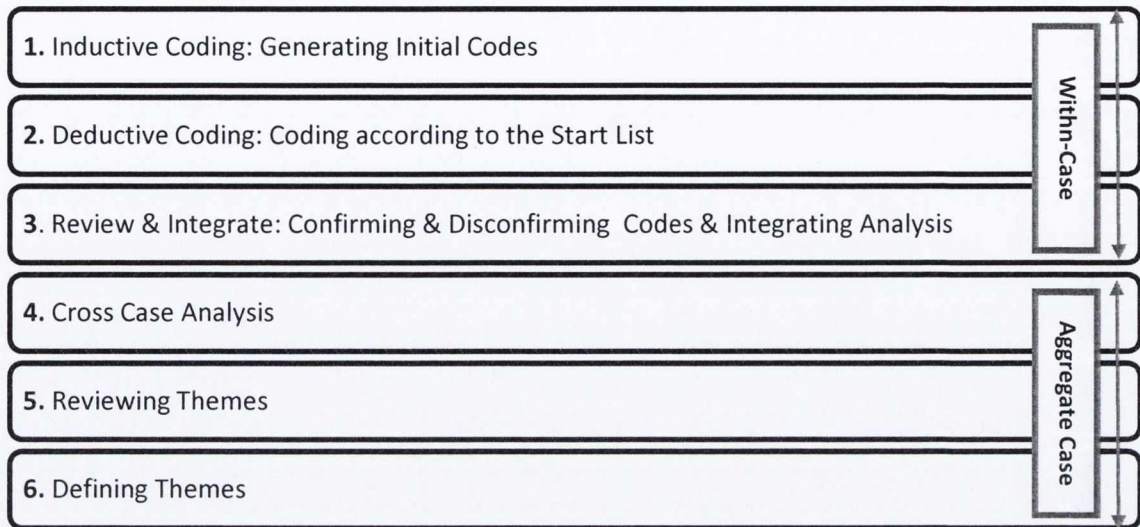 1. Inductive Coding: Generating Initial Codes
2. Deductive Coding: Coding according to the Start List
3. Review & Integrate: Confirming & Disconfirming Codes & Integrating Analysis
Withn-Case
4. Cross Case Analysis
5. Reviewing Themes
6. Defining Themes
Aggregate Case